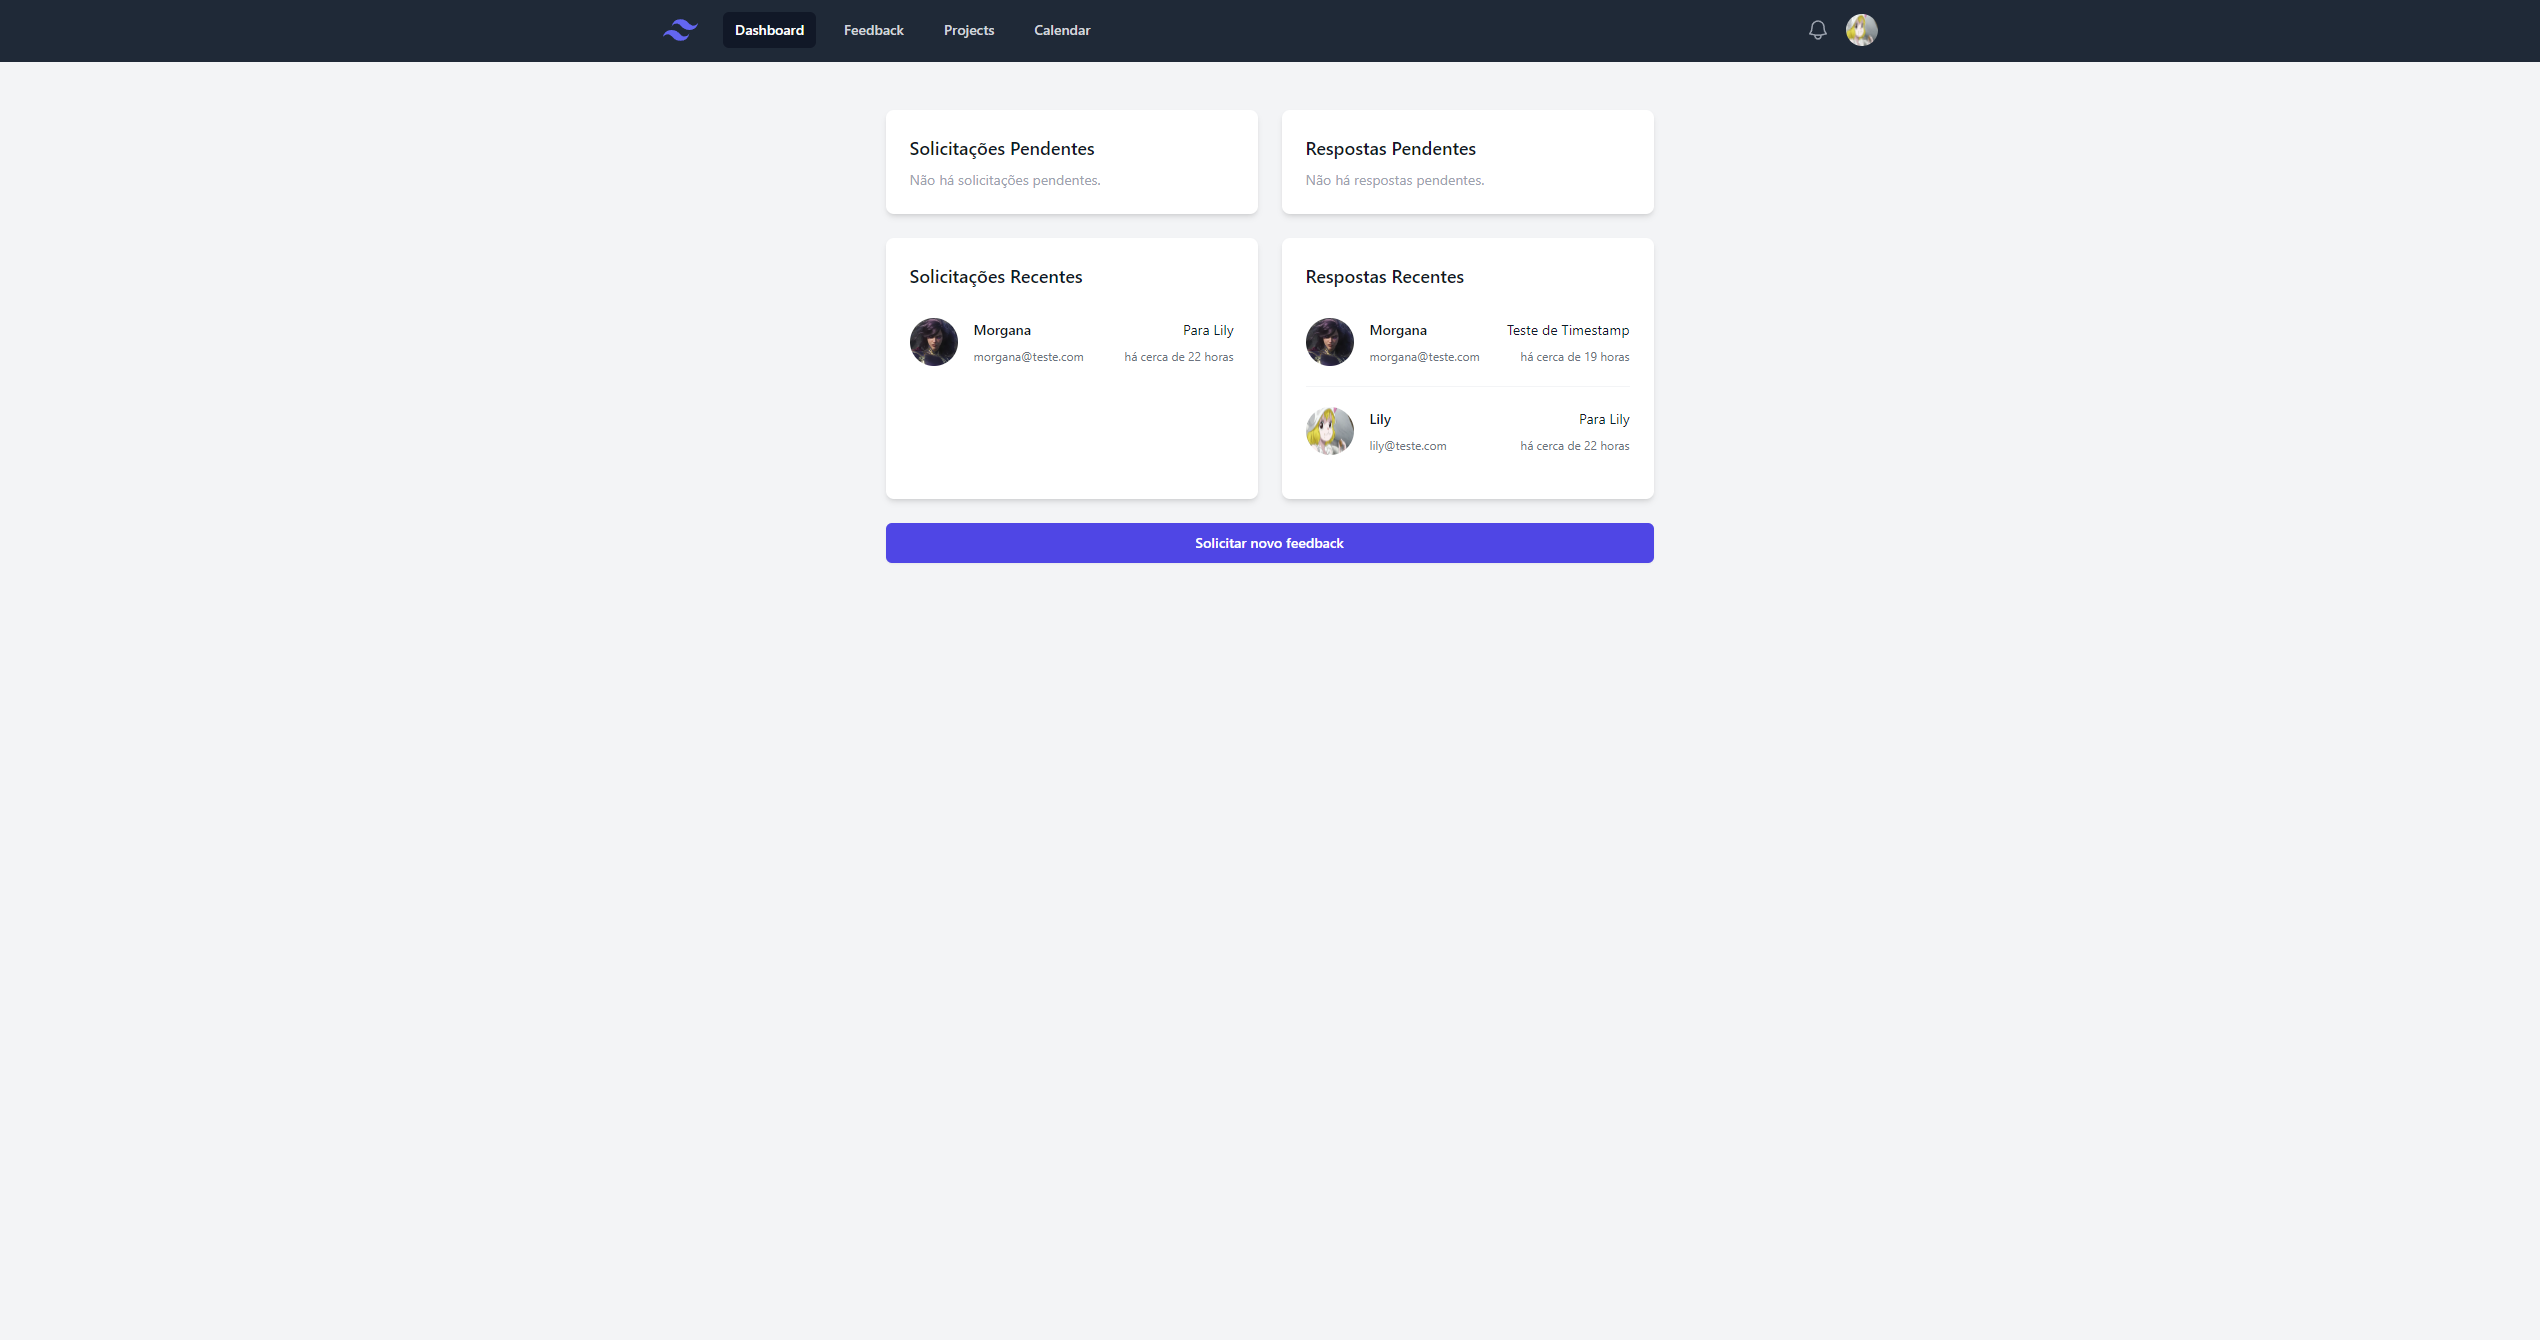 Dashboard Feedback Projects Calendar
Solicitações Pendentes
Não há solicitações pendentes.
Respostas Pendentes
Não há respostas pendentes.
Solicitações Recentes
Morgana Para Lily
morgana@teste.com há cerca de 22 horas
Respostas Recentes
Morgana Teste de Timestamp
morgana@teste.com há cerca de 19 horas
Lily Para Lily
lily@teste.com há cerca de 22 horas
Solicitar novo feedback